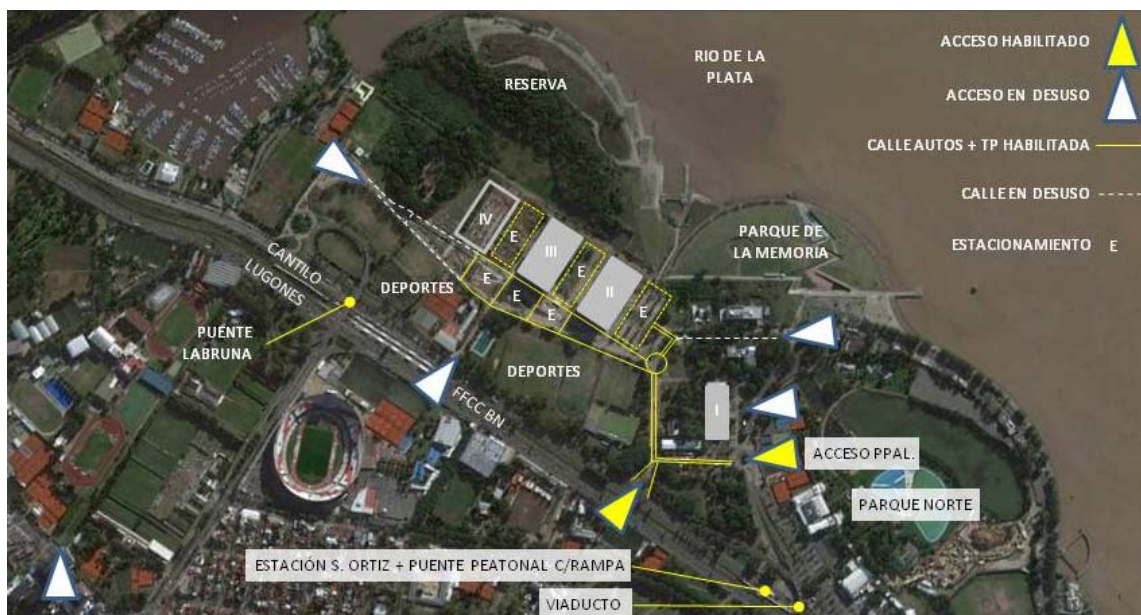 RIO DE LA
PLATA
ACCESO HABILITADO
RESERVA
ACCESO EN DESUSO
CALLE AUTOS + TP HABILITADA
CALLE EN DESUSO
IV
E
III
E
II
E
PARQUE DE
LA MEMORIA
ESTACIONAMIENTO E
CANTILO
LUGONES
DEPORTES
E
E
E
PUENTE
LABRUNA
DEPORTES
FFCC BN
I
ACCESO PPAL.
PARQUE NORTE
ESTACIÓN S. ORTIZ + PUENTE PEATONAL C/RAMPA
VIADUCTO